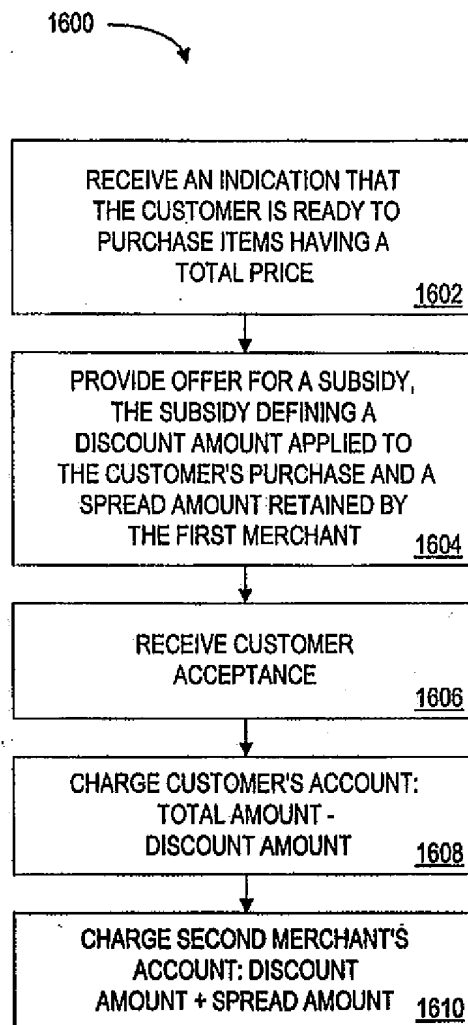 1600
RECEIVE AN INDICATION THAT
THE CUSTOMER IS READY TO
PURCHASE ITEMS HAVING A
TOTAL PRICE
1602
PROVIDE OFFER FOR A SUBSIDY,
THE SUBSIDY DEFINING A
DISCOUNT AMOUNT APPLIED TO
THE CUSTOMER'S PURCHASE AND A
SPREAD AMOUNT RETAINED BY
THE FIRST MERCHANT
1604
RECEIVE CUSTOMER
ACCEPTANCE
1606
CHARGE CUSTOMER'S ACCOUNT:
TOTAL AMOUNT -
DISCOUNT AMOUNT
1608
CHARGE SECOND MERCHANT'S
ACCOUNT: DISCOUNT
AMOUNT + SPREAD AMOUNT
1610